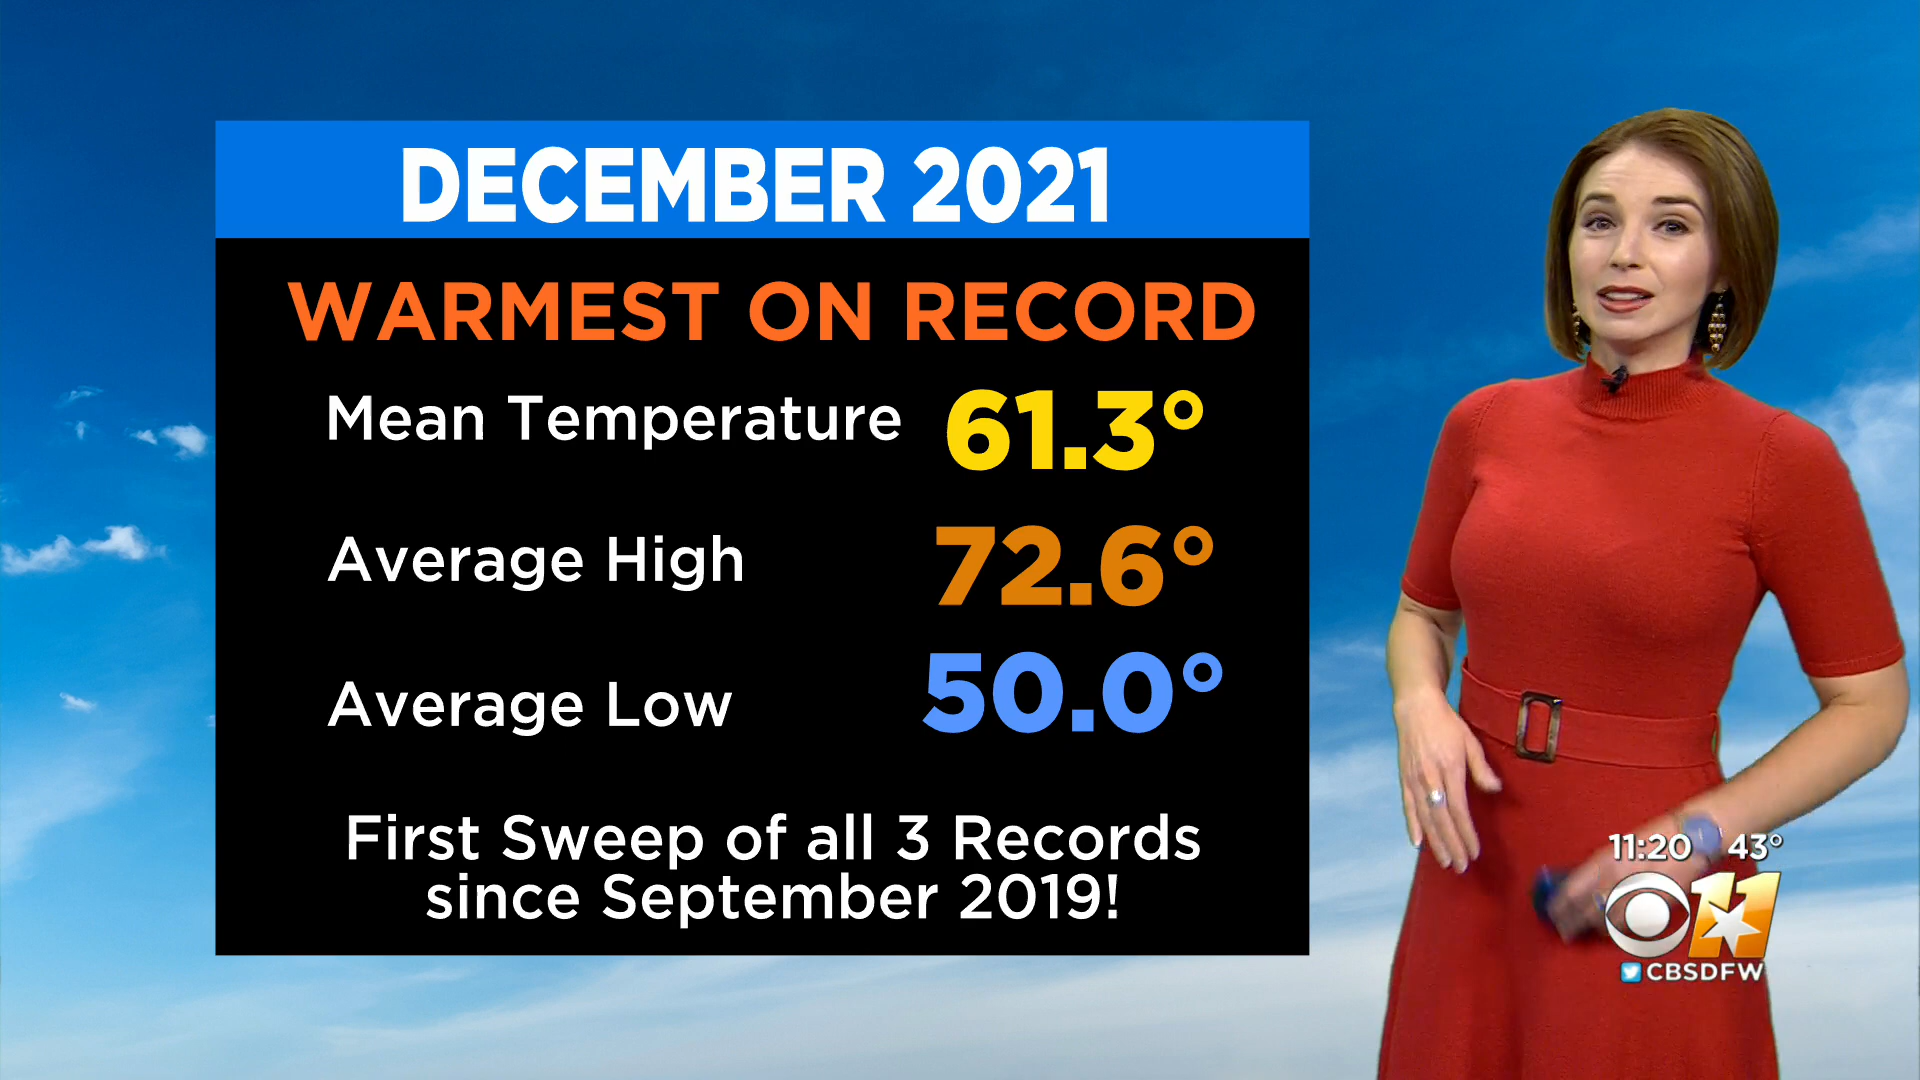 DECEMBER 2021
WARMEST ON RECORD
Mean Temperature 61.3°
Average High 72.6°
Average Low 50.0°
First Sweep of all 3 Records
since September 2019!
11:20 43°
11
CBSDFW